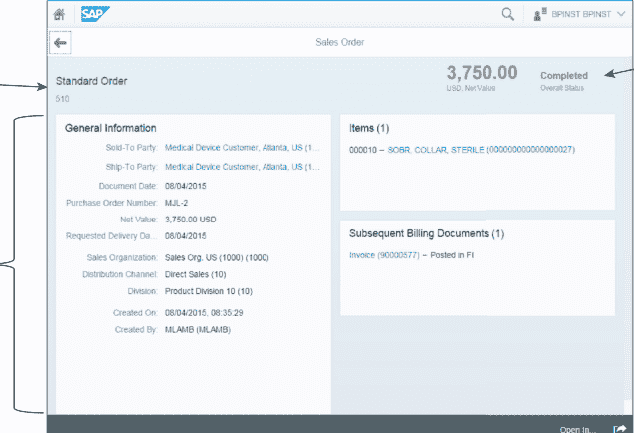 SAP
BPINST BPINST
Sales Order
Standard Order
510
3,750.00
USD, Net Value
Completed
Overall Status
General Information
Sold-To Party: Medical Device Customer, Atlanta, US (1...
Ship-To Party: Medical Device Customer, Atlanta, US (1...
Document Date: 08/04/2015
Purchase Order Number: MJL-2
Net Value: 3,750.00 USD
Requested Delivery Da... 08/04/2015
Sales Organization: Sales Org. US (1000) (1000)
Distribution Channel: Direct Sales (10)
Division: Product Division 10 (10)
Created On: 08/04/2015, 08:35:29
Created By: MLAMB (MLAMB)
Items (1)
000010 – SOBR, COLLAR, STERILE (000000000000000027)
Subsequent Billing Documents (1)
Invoice (90000577) – Posted in FI
Open In...